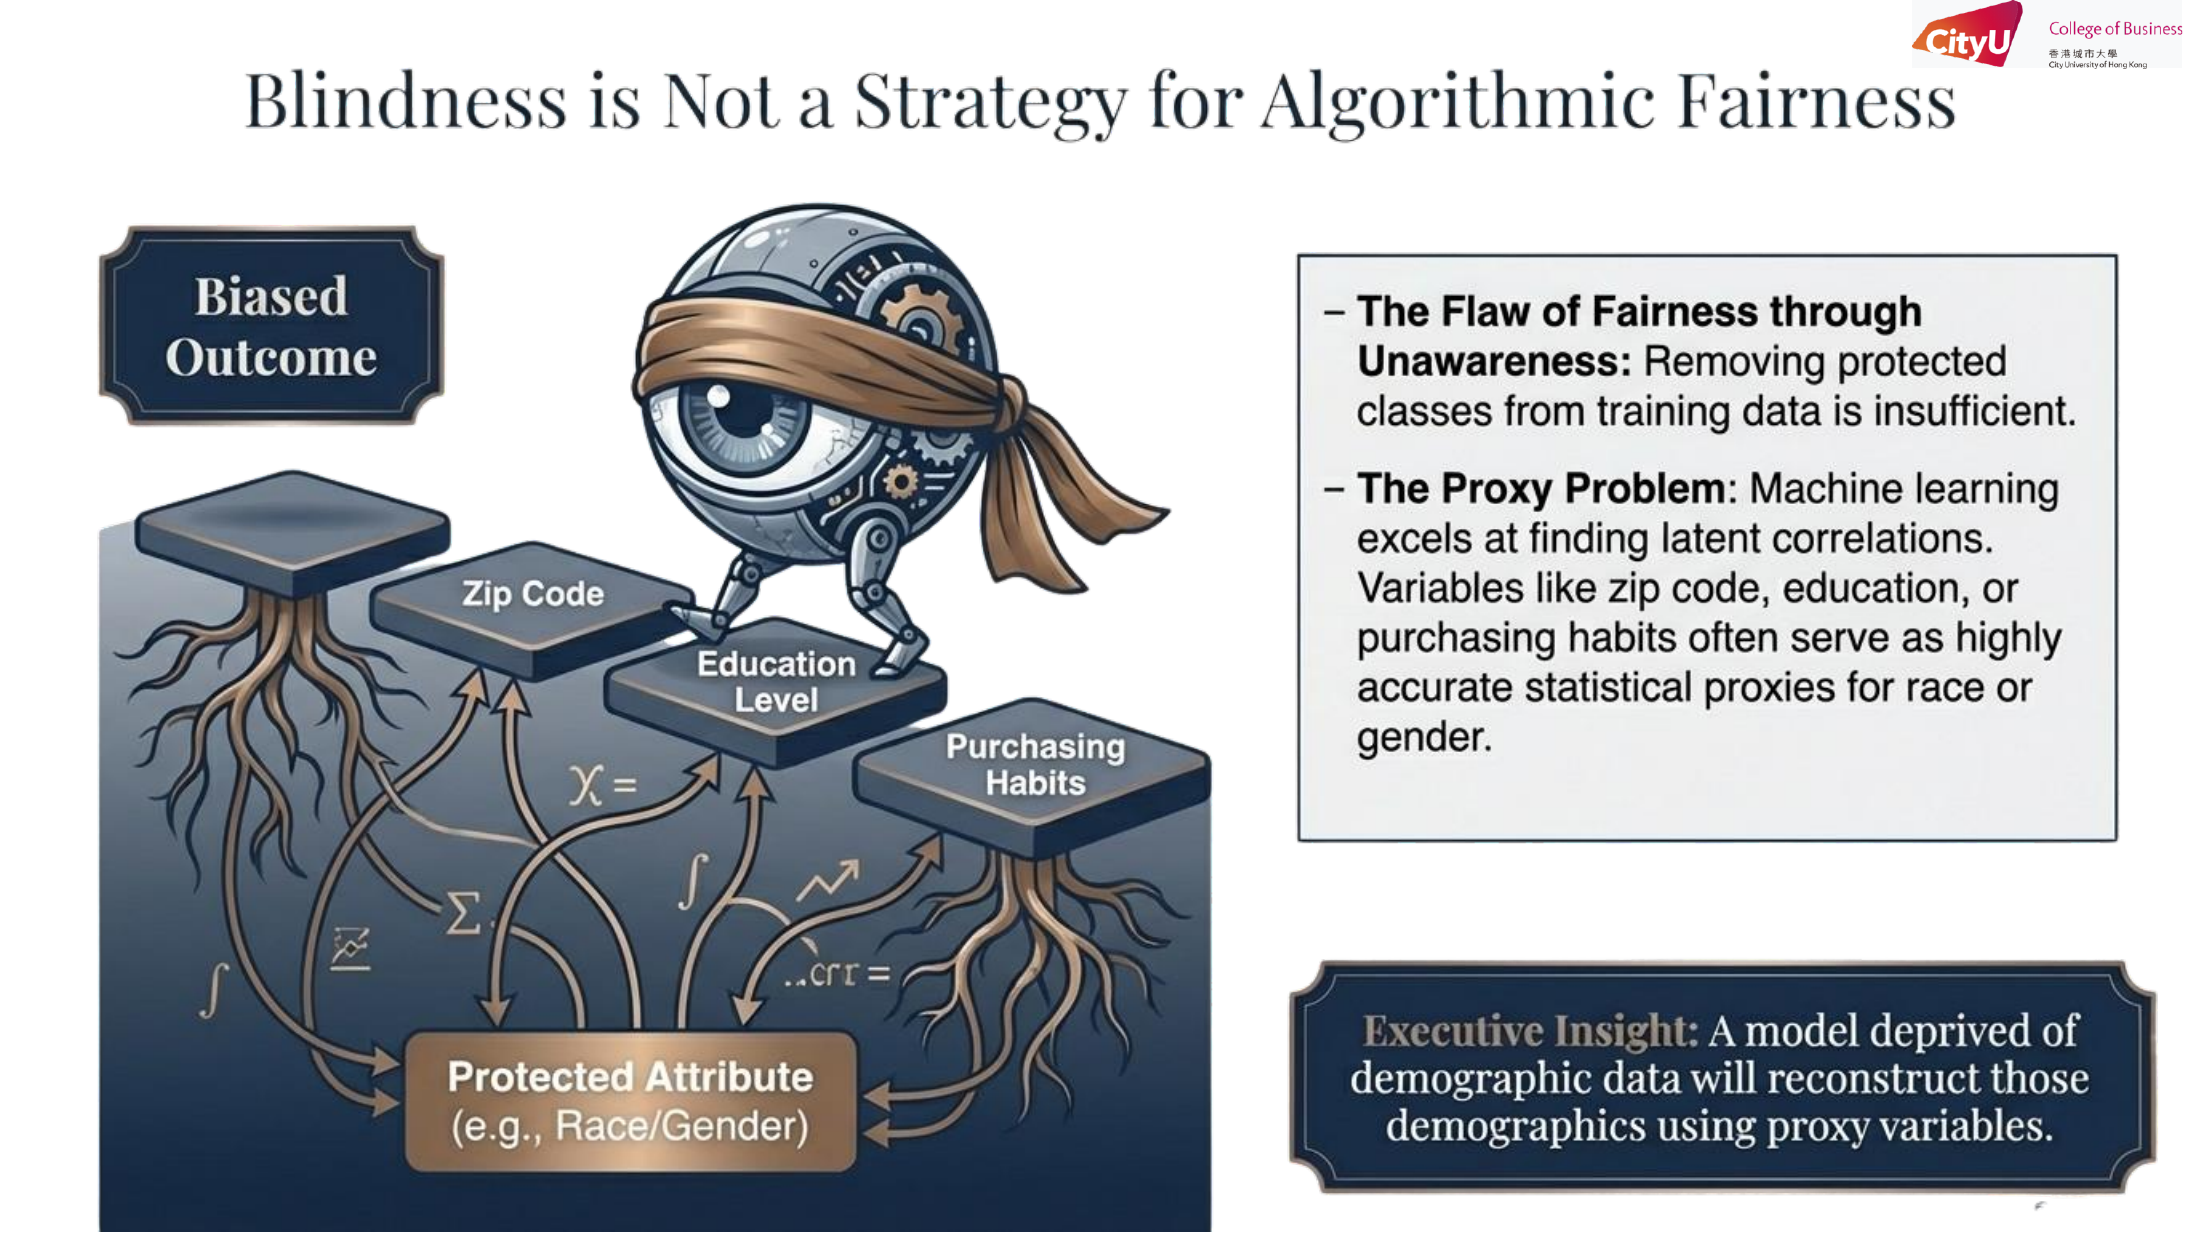 CityU
College of Business
香港城市大學
City University of Hong Kong
Blindness is Not a Strategy for Algorithmic Fairness
Biased
Outcome
Zip Code
Education
Level
Purchasing
Habits
χ =
∫
Σ
∫
..crr =
Protected Attribute
(e.g., Race/Gender)
– The Flaw of Fairness through
Unawareness: Removing protected
classes from training data is insufficient.
– The Proxy Problem: Machine learning
excels at finding latent correlations.
Variables like zip code, education, or
purchasing habits often serve as highly
accurate statistical proxies for race or
gender.
Executive Insight: A model deprived of
demographic data will reconstruct those
demographics using proxy variables.